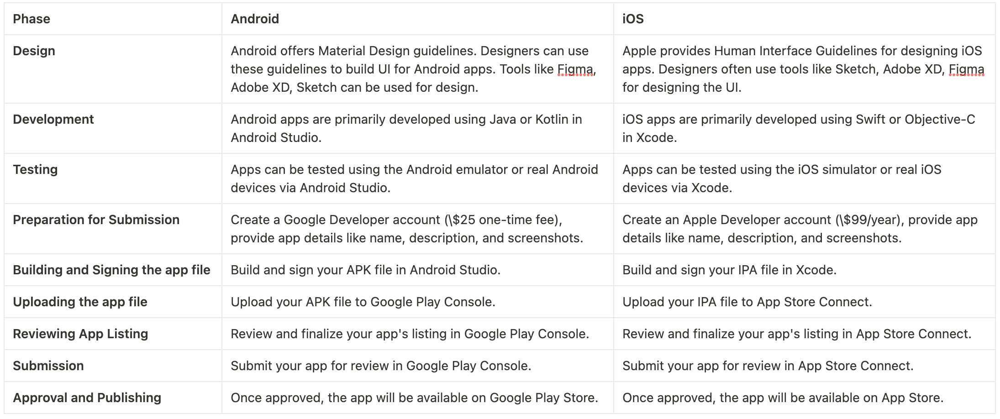 Phase Android iOS
Design
Android offers Material Design guidelines. Designers can use
these guidelines to build UI for Android apps. Tools like Figma,
Adobe XD, Sketch can be used for design.
Apple provides Human Interface Guidelines for designing iOS
apps. Designers often use tools like Sketch, Adobe XD, Figma
for designing the UI.
Development
Android apps are primarily developed using Java or Kotlin in
Android Studio.
iOS apps are primarily developed using Swift or Objective-C
in Xcode.
Testing
Apps can be tested using the Android emulator or real Android
devices via Android Studio.
Apps can be tested using the iOS simulator or real iOS
devices via Xcode.
Preparation for Submission
Create a Google Developer account (\$25 one-time fee),
provide app details like name, description, and screenshots.
Create an Apple Developer account (\$99/year), provide app
details like name, description, and screenshots.
Building and Signing the app file
Build and sign your APK file in Android Studio.
Build and sign your IPA file in Xcode.
Uploading the app file
Upload your APK file to Google Play Console.
Upload your IPA file to App Store Connect.
Reviewing App Listing
Review and finalize your app's listing in Google Play Console.
Review and finalize your app's listing in App Store Connect.
Submission
Submit your app for review in Google Play Console.
Submit your app for review in App Store Connect.
Approval and Publishing
Once approved, the app will be available on Google Play Store.
Once approved, the app will be available on App Store.